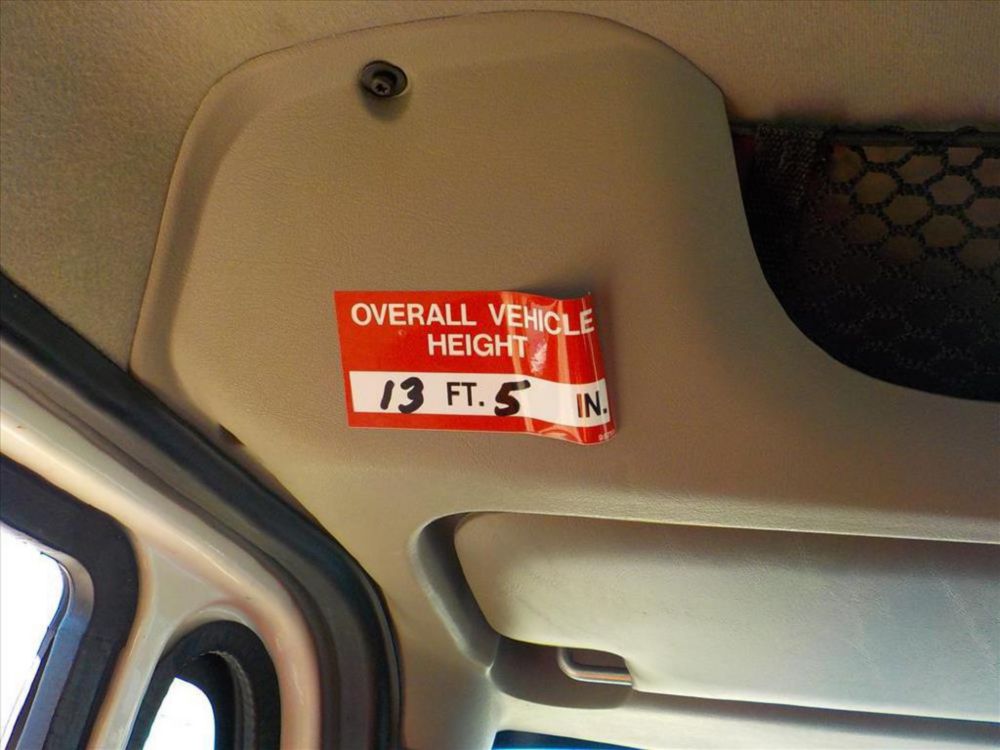 OVERALL VEHICLE
HEIGHT
13 FT. 5 IN.